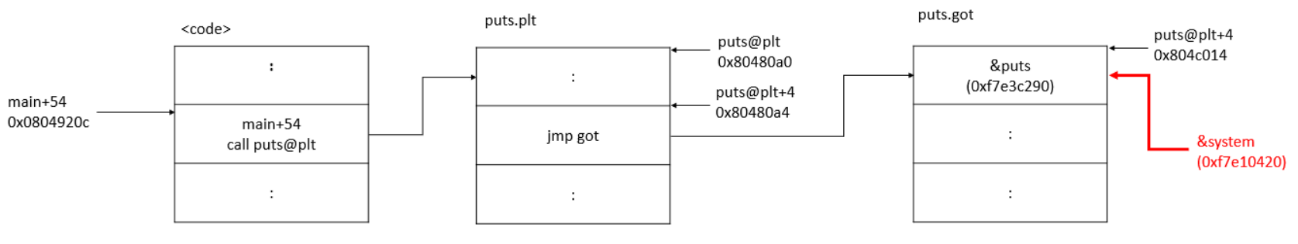 <code>
:
main+54
0x0804920c
main+54
call puts@plt
:
puts.plt
:
puts@plt
0x80480a0
puts@plt+4
0x80480a4
jmp got
:
puts.got
&puts
(0xf7e3c290)
:
:
puts@plt+4
0x804c014
&system
(0xf7e10420)